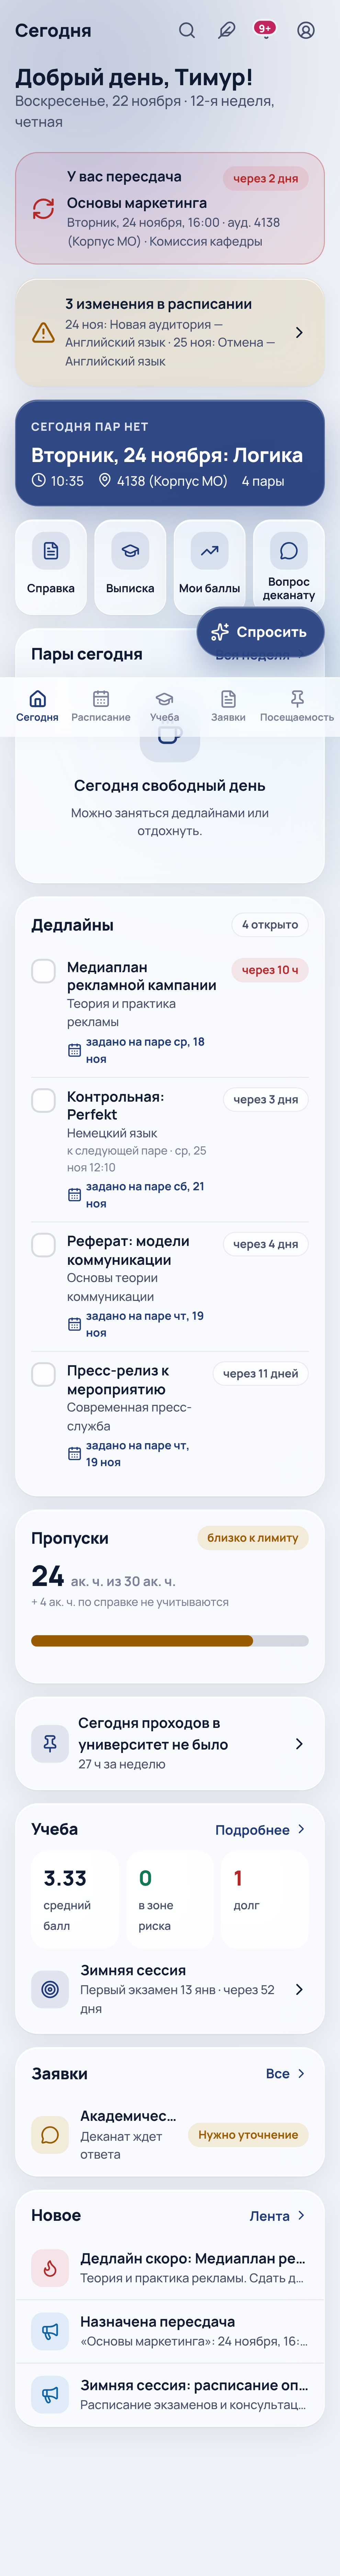 Сегодня
9+
Добрый день, Тимур!
Воскресенье, 22 ноября · 12-я неделя,
четная
У вас пересдача
через 2 дня
Основы маркетинга
Вторник, 24 ноября, 16:00 · ауд. 4138
(Корпус МО) · Комиссия кафедры
3 изменения в расписании
24 ноя: Новая аудитория —
Английский язык · 25 ноя: Отмена —
Английский язык
СЕГОДНЯ ПАР НЕТ
Вторник, 24 ноября: Логика
10:35 4138 (Корпус МО) 4 пары
Справка
Выписка
Мои баллы
Вопрос
деканату
Спросить
Пары сегодня
Вся неделя
Сегодня
Расписание
Учеба
Заявки
Посещаемость
Сегодня свободный день
Можно заняться дедлайнами или
отдохнуть.
Дедлайны
4 открыто
Медиаплан
рекламной кампании
через 10 ч
Теория и практика
рекламы
задано на паре ср, 18
ноя
Контрольная:
Perfekt
через 3 дня
Немецкий язык
к следующей паре · ср, 25
ноя 12:10
задано на паре сб, 21
ноя
Реферат: модели
коммуникации
через 4 дня
Основы теории
коммуникации
задано на паре чт, 19
ноя
Пресс-релиз к
мероприятию
через 11 дней
Современная пресс-
служба
задано на паре чт,
19 ноя
Пропуски
близко к лимиту
24 ак. ч. из 30 ак. ч.
+ 4 ак. ч. по справке не учитываются
Сегодня проходов в
университет не было
27 ч за неделю
Учеба
Подробнее
3.33
средний
балл
0
в зоне
риска
1
долг
Зимняя сессия
Первый экзамен 13 янв · через 52
дня
Заявки
Все
Академичес...
Деканат ждет
ответа
Нужно уточнение
Новое
Лента
Дедлайн скоро: Медиаплан ре...
Теория и практика рекламы. Сдать д...
Назначена пересдача
«Основы маркетинга»: 24 ноября, 16:...
Зимняя сессия: расписание оп...
Расписание экзаменов и консультац...